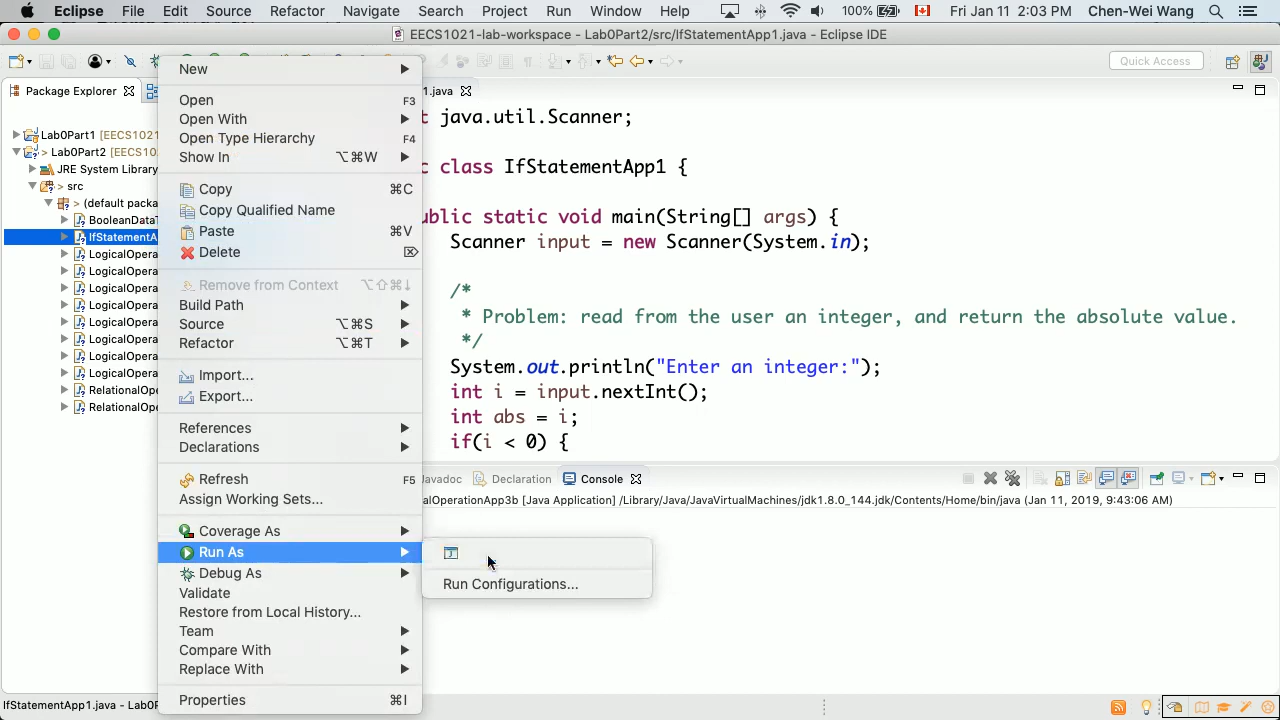 Eclipse File Edit Source Refactor Navigate Search Project Run Window Help 100% Fri Jan 11 2:03 PM Chen-Wei Wang
EECS1021-lab-workspace - Lab0Part2/src/IfStatementApp1.java - Eclipse IDE
Quick Access
Package Explorer
1.java
Lab0Part1 [EECS1021
> Lab0Part2 [EECS10
JRE System Library
> src
> (default packa
BooleanDataT
IfStatementA
LogicalOpera
LogicalOpera
LogicalOpera
LogicalOpera
LogicalOpera
LogicalOpera
LogicalOpera
LogicalOpera
RelationalOpe
RelationalOpe
New
Open F3
Open With
Open Type Hierarchy F4
Show In ⌥⌘W
Copy ⌘C
Copy Qualified Name
Paste ⌘V
Delete ⌦
Remove from Context ⌥⇧⌘↓
Build Path
Source ⌥⌘S
Refactor ⌥⌘T
Import...
Export...
References
Declarations
Refresh F5
Assign Working Sets...
Coverage As
Run As
Debug As
Validate
Restore from Local History...
Team
Compare With
Replace With
Properties ⌘I
Run Configurations...
t java.util.Scanner;
c class IfStatementApp1 {
ublic static void main(String[] args) {
Scanner input = new Scanner(System.in);
/*
* Problem: read from the user an integer, and return the absolute value.
*/
System.out.println("Enter an integer:");
int i = input.nextInt();
int abs = i;
if(i < 0) {
Javadoc Declaration Console
alOperationApp3b [Java Application] /Library/Java/JavaVirtualMachines/jdk1.8.0_144.jdk/Contents/Home/bin/java (Jan 11, 2019, 9:43:06 AM)
IfStatementApp1.java - Lab0P